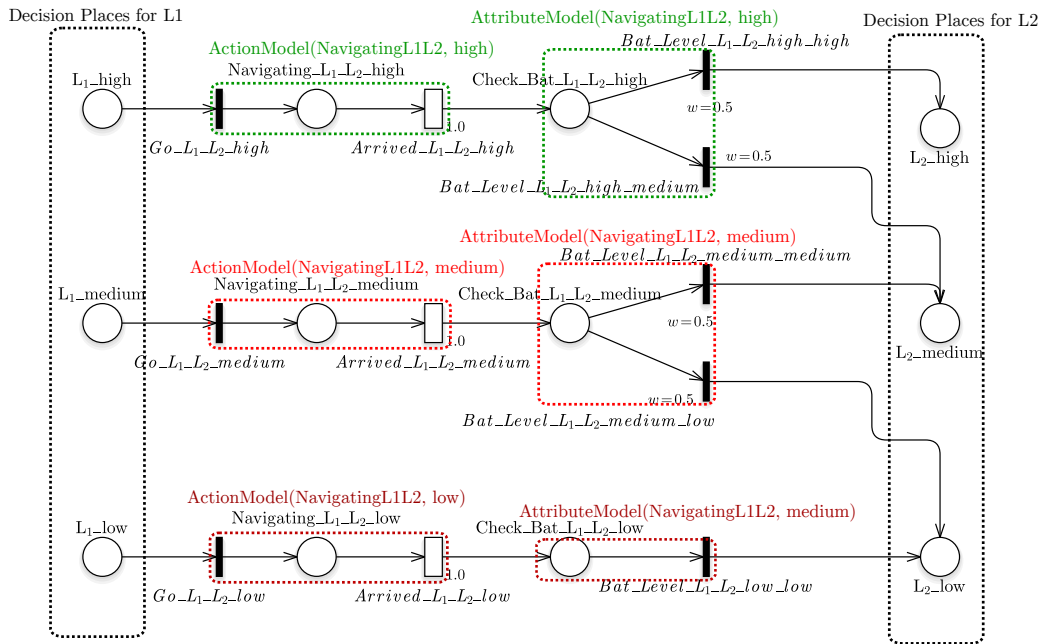 Decision Places for L1
AttributeModel(NavigatingL1L2, high)
Decision Places for L2
ActionModel(NavigatingL1L2, high)
Bat_Level_L₁_L₂_high_high
L₁_high
Navigating_L₁_L₂_high
Check_Bat_L₁_L₂_high
w=0.5
1.0
Go_L₁_L₂_high
Arrived_L₁_L₂_high
w=0.5
L₂_high
Bat_Level_L₁_L₂_high_medium
AttributeModel(NavigatingL1L2, medium)
ActionModel(NavigatingL1L2, medium)
Bat_Level_L₁_L₂_medium_medium
L₁_medium
Navigating_L₁_L₂_medium
Check_Bat_L₁_L₂_medium
w=0.5
1.0
Go_L₁_L₂_medium
Arrived_L₁_L₂_medium
L₂_medium
w=0.5
Bat_Level_L₁_L₂_medium_low
ActionModel(NavigatingL1L2, low)
AttributeModel(NavigatingL1L2, medium)
L₁_low
Navigating_L₁_L₂_low
Check_Bat_L₁_L₂_low
1.0
Go_L₁_L₂_low
Arrived_L₁_L₂_low
Bat_Level_L₁_L₂_low_low
L₂_low